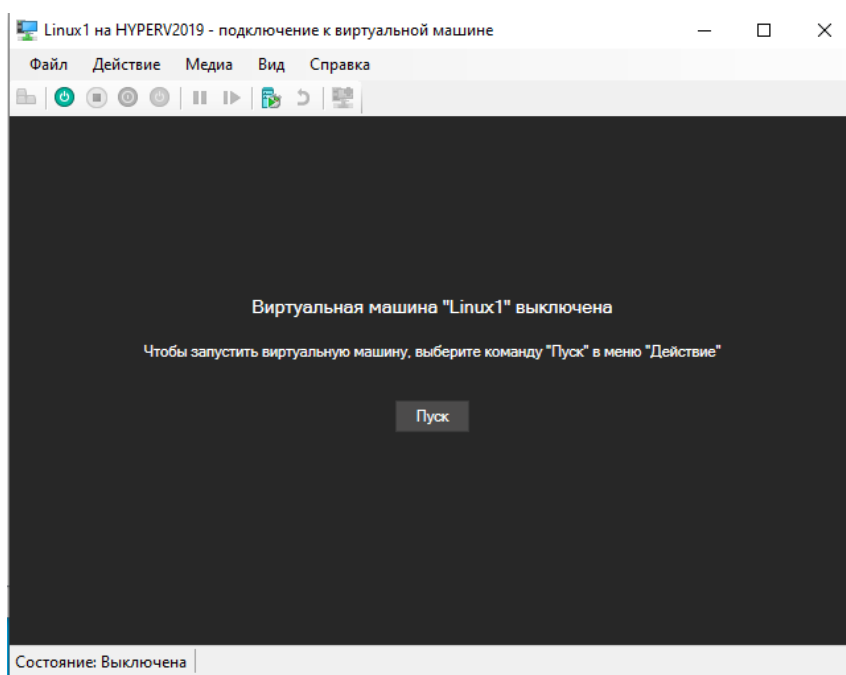 Linux1 на HYPERV2019 - подключение к виртуальной машине
Файл Действие Медиа Вид Справка
Виртуальная машина "Linux1" выключена
Чтобы запустить виртуальную машину, выберите команду "Пуск" в меню "Действие"
Пуск
Состояние: Выключена